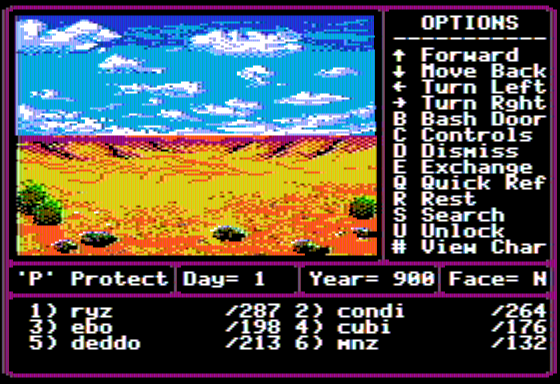 OPTIONS
------------
↑ Forward
↓ Move Back
← Turn Left
→ Turn Rght
B Bash Door
C Controls
D Dismiss
E Exchange
Q Quick Ref
R Rest
S Search
U Unlock
# View Char
'P' Protect Day= 1 Year= 900 Face= N
1) ryz /287 2) condi /264
3) ebo /198 4) cubi /176
5) deddo /213 6) mnz /132